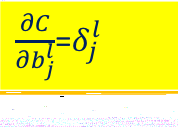 ∂C/∂b_j^l = δ_j^l